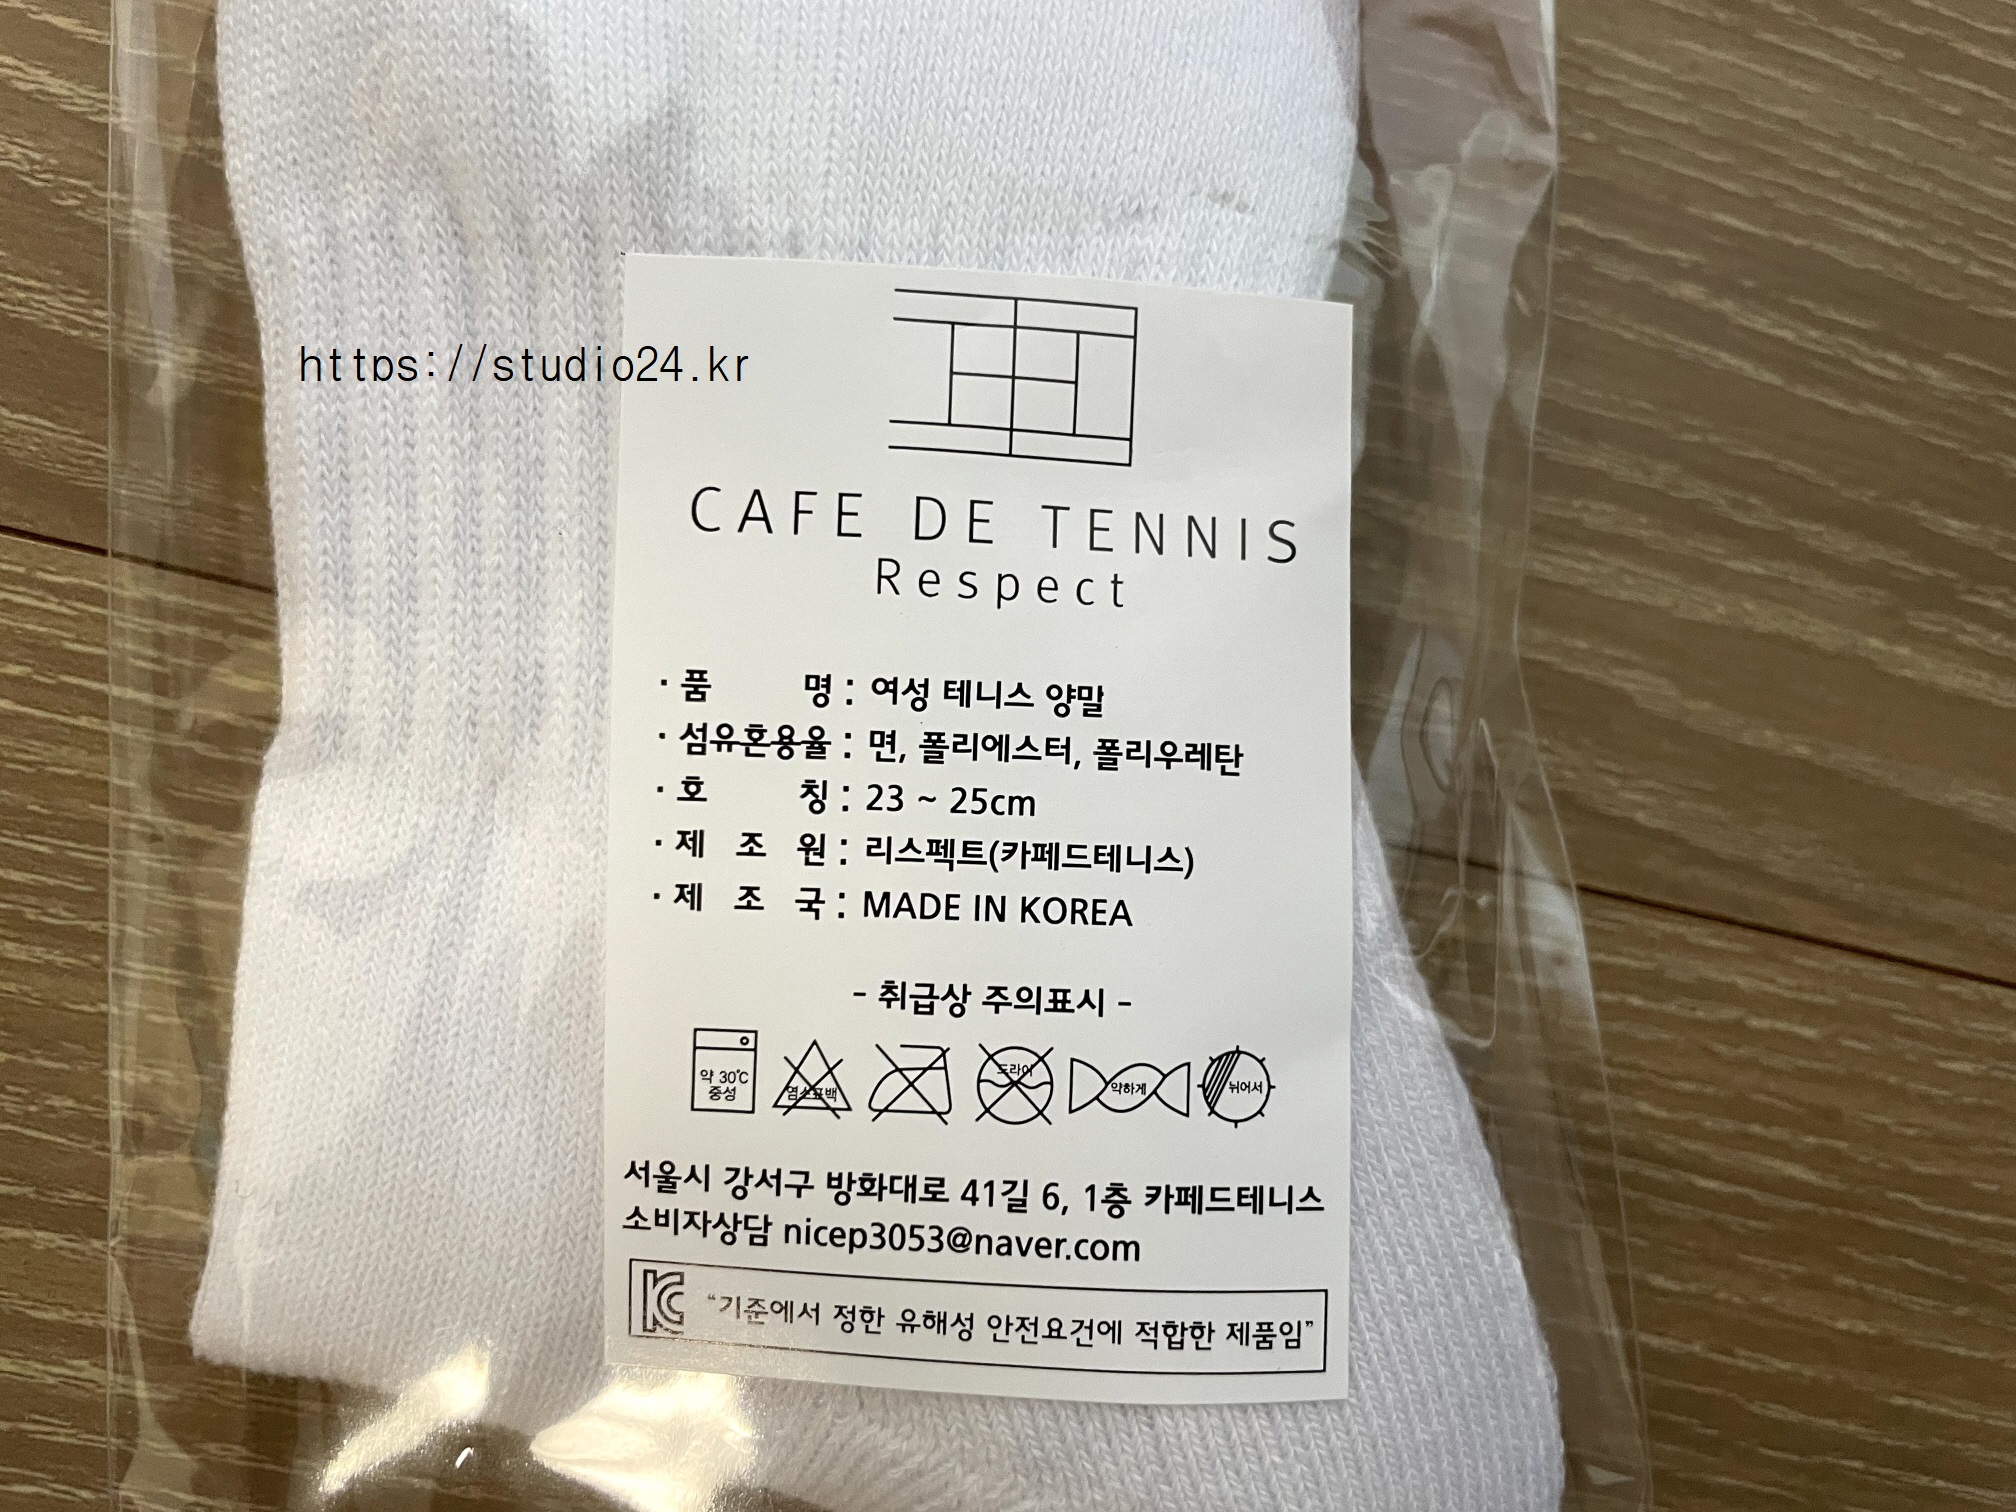 https://studio24.kr
CAFE DE TENNIS
Respect
· 품 명 : 여성 테니스 양말
· 섬유혼용율 : 면, 폴리에스터, 폴리우레탄
· 호 칭 : 23 ~ 25cm
· 제 조 원 : 리스펙트(카페드테니스)
· 제 조 국 : MADE IN KOREA
- 취급상 주의표시 -
약 30℃
중성
염소표백
드라이
약하게
뉘어서
서울시 강서구 방화대로 41길 6, 1층 카페드테니스
소비자상담 nicep3053@naver.com
KC "기준에서 정한 유해성 안전요건에 적합한 제품임"